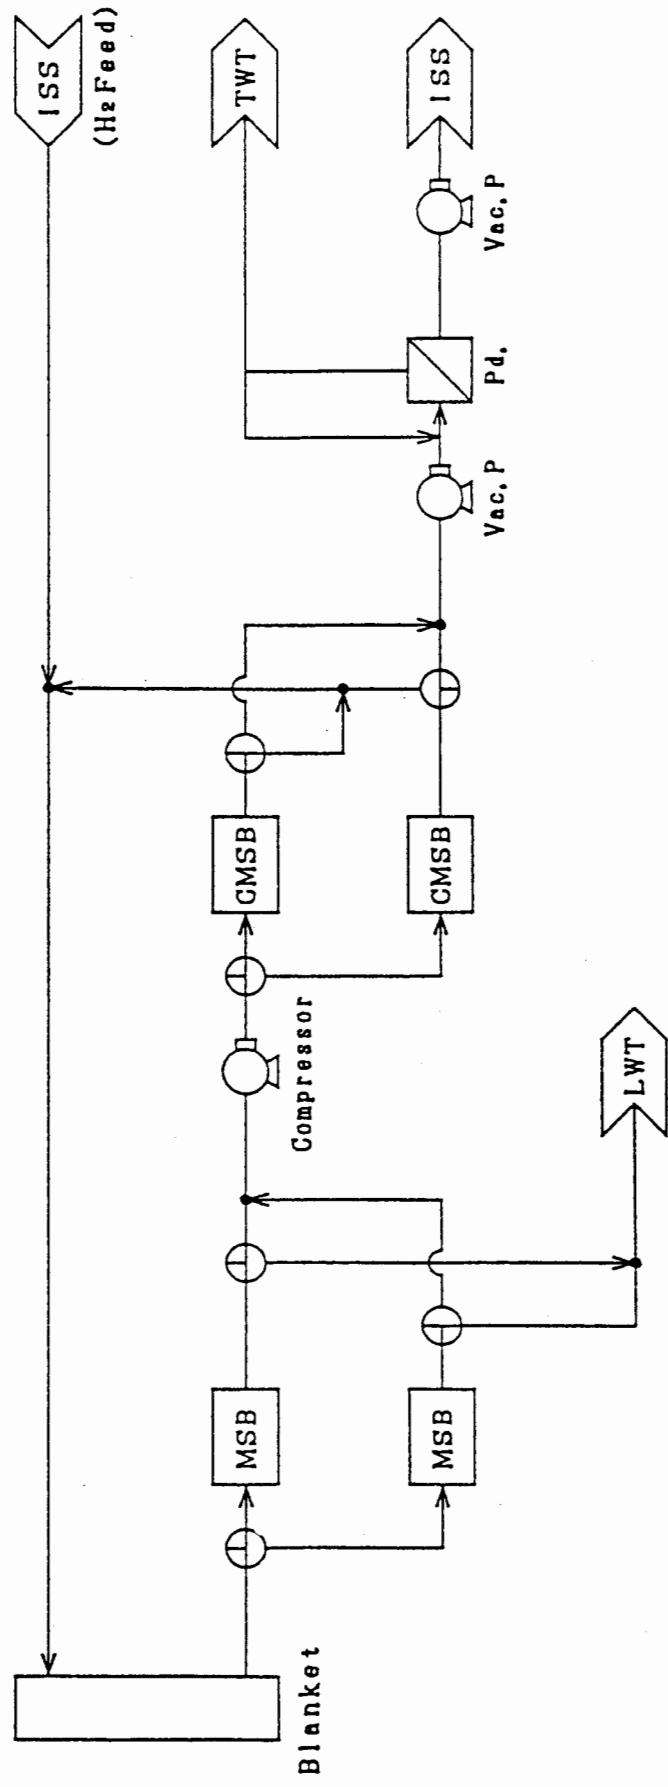 ISS
(H₂Feed)
TWT
ISS
Vac,P
Pd.
Vac,P
CMSB
CMSB
Compressor
LWT
MSB
MSB
Blanket